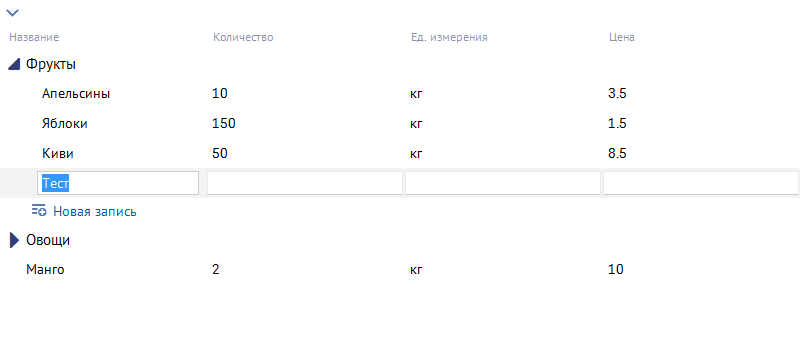 Название Количество Ед. измерения Цена
Фрукты
Апельсины 10 кг 3.5
Яблоки 150 кг 1.5
Киви 50 кг 8.5
Тест
Новая запись
Овощи
Манго 2 кг 10